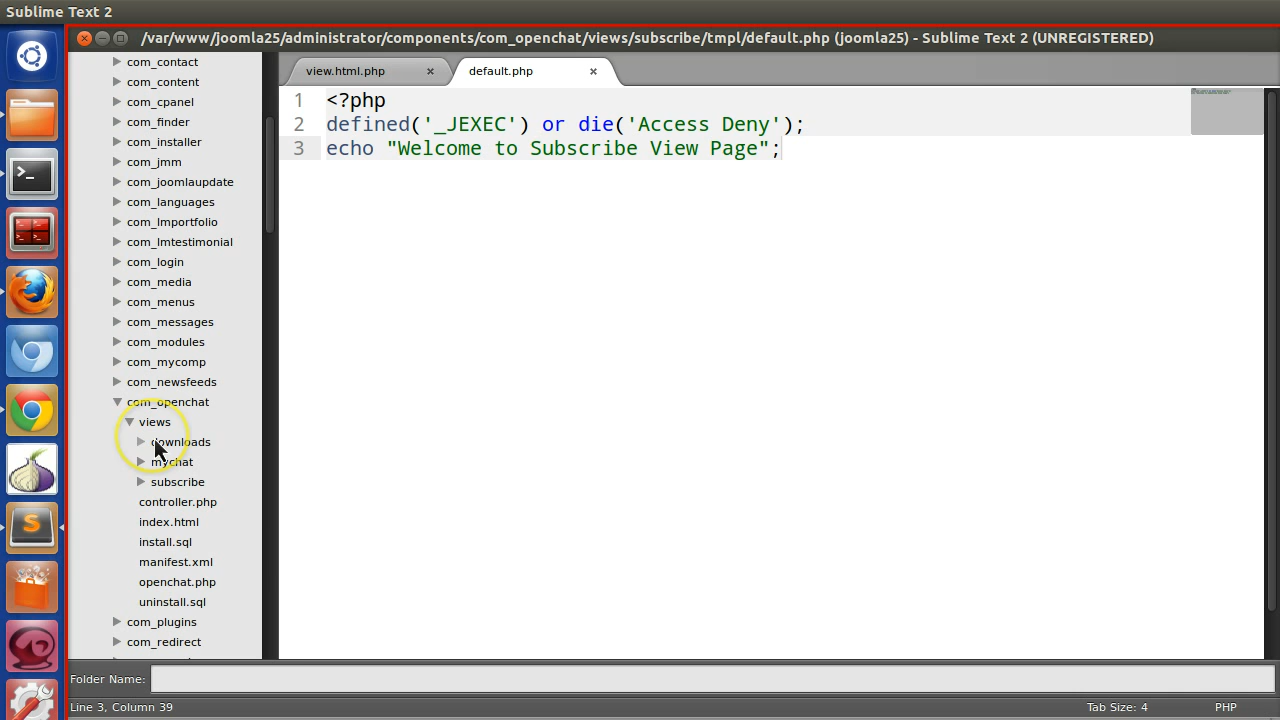 Sublime Text 2
/var/www/joomla25/administrator/components/com_openchat/views/subscribe/tmpl/default.php (joomla25) - Sublime Text 2 (UNREGISTERED)
com_contact
com_content
com_cpanel
com_finder
com_installer
com_jmm
com_joomlaupdate
com_languages
com_lmportfolio
com_lmtestimonial
com_login
com_media
com_menus
com_messages
com_modules
com_mycomp
com_newsfeeds
com_openchat
views
downloads
mychat
subscribe
controller.php
index.html
install.sql
manifest.xml
openchat.php
uninstall.sql
com_plugins
com_redirect
view.html.php
default.php
1 <?php
2 defined('_JEXEC') or die('Access Deny');
3 echo "Welcome to Subscribe View Page";
Folder Name:
Line 3, Column 39
Tab Size: 4
PHP